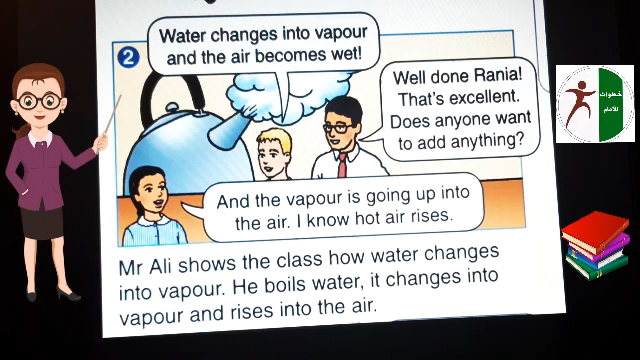 2
Water changes into vapour
and the air becomes wet!
Well done Rania!
That's excellent.
Does anyone want
to add anything?
And the vapour is going up into
the air. I know hot air rises.
Mr Ali shows the class how water changes
into vapour. He boils water, it changes into
vapour and rises into the air.
خطوات
للأمام